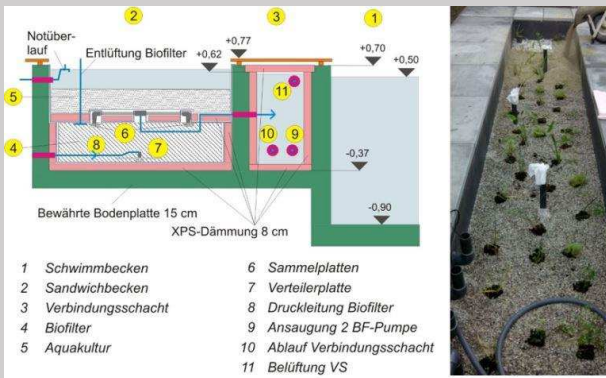 2
3
1
Notüber-
lauf
Entlüftung Biofilter
+0,62
+0,77
+0,70
+0,50
5
11
6
10
9
4
8
7
-0,37
-0,90
Bewährte Bodenplatte 15 cm
XPS-Dämmung 8 cm
1 Schwimmbecken
2 Sandwichbecken
3 Verbindungsschacht
4 Biofilter
5 Aquakultur
6 Sammelplatten
7 Verteilerplatte
8 Druckleitung Biofilter
9 Ansaugung 2 BF-Pumpe
10 Ablauf Verbindungsschacht
11 Belüftung VS